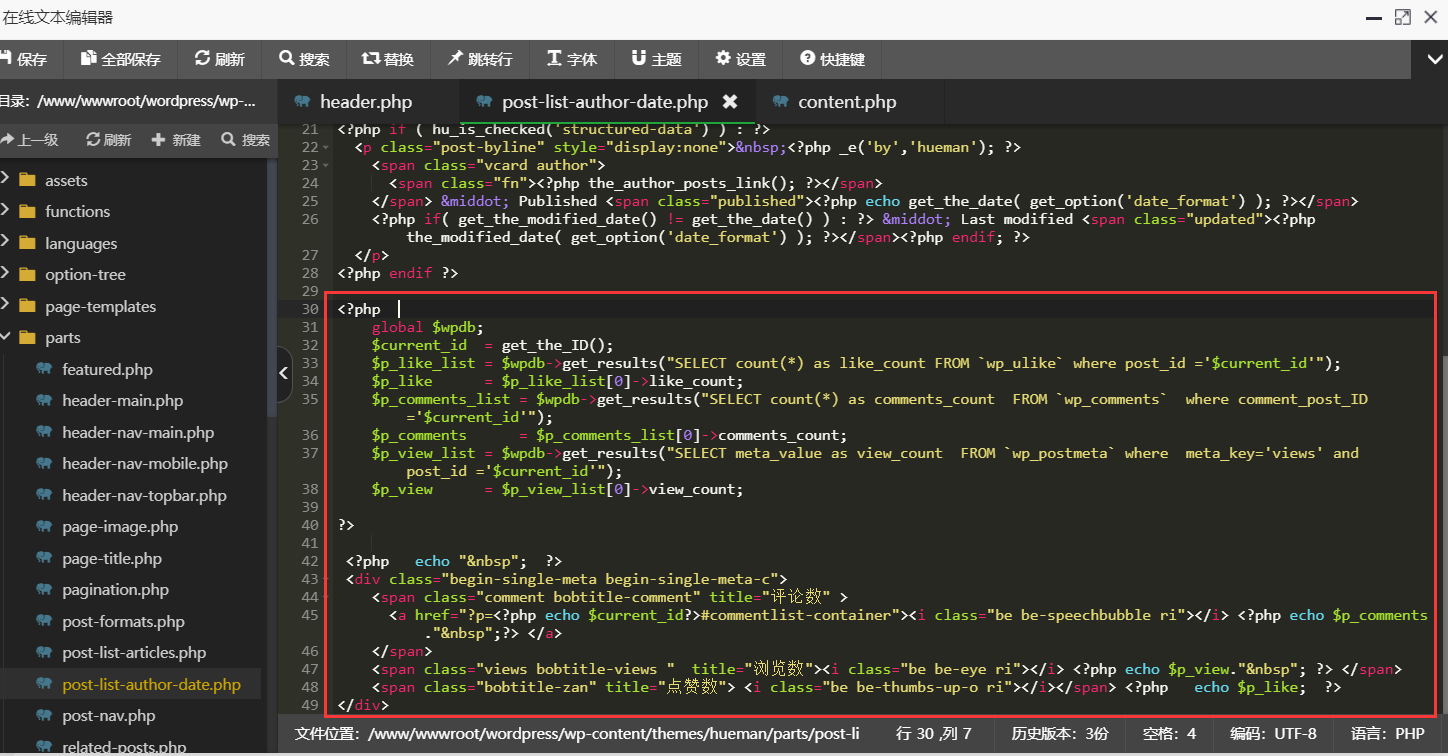 在线文本编辑器
保存 全部保存 刷新 搜索 替换 跳转行 字体 主题 设置 快捷键
目录：/www/wwwroot/wordpress/wp-...
header.php post-list-author-date.php content.php
上一级 刷新 新建 搜索
assets
functions
languages
option-tree
page-templates
parts
featured.php
header-main.php
header-nav-main.php
header-nav-mobile.php
header-nav-topbar.php
page-image.php
page-title.php
pagination.php
post-formats.php
post-list-articles.php
post-list-author-date.php
post-nav.php
related-posts.php
21 <?php if ( hu_is_checked('structured-data') ) : ?>
22 <p class="post-byline" style="display:none">&nbsp;<?php _e('by','hueman'); ?>
23 <span class="vcard author">
24 <span class="fn"><?php the_author_posts_link(); ?></span>
25 </span> &middot; Published <span class="published"><?php echo get_the_date( get_option('date_format') ); ?></span>
26 <?php if( get_the_modified_date() != get_the_date() ) : ?> &middot; Last modified <span class="updated"><?php
the_modified_date( get_option('date_format') ); ?></span><?php endif; ?>
27 </p>
28 <?php endif ?>
29
30 <?php
31 global $wpdb;
32 $current_id = get_the_ID();
33 $p_like_list = $wpdb->get_results("SELECT count(*) as like_count FROM `wp_ulike` where post_id ='$current_id'");
34 $p_like = $p_like_list[0]->like_count;
35 $p_comments_list = $wpdb->get_results("SELECT count(*) as comments_count FROM `wp_comments` where comment_post_ID
='$current_id'");
36 $p_comments = $p_comments_list[0]->comments_count;
37 $p_view_list = $wpdb->get_results("SELECT meta_value as view_count FROM `wp_postmeta` where meta_key='views' and
post_id ='$current_id'");
38 $p_view = $p_view_list[0]->view_count;
39
40 ?>
41
42 <?php echo "&nbsp"; ?>
43 <div class="begin-single-meta begin-single-meta-c">
44 <span class="comment bobtitle-comment" title="评论数" >
45 <a href="?p=<?php echo $current_id?>#commentlist-container"><i class="be be-speechbubble ri"></i> <?php echo $p_comments
."&nbsp";?> </a>
46 </span>
47 <span class="views bobtitle-views " title="浏览数"><i class="be be-eye ri"></i> <?php echo $p_view."&nbsp"; ?> </span>
48 <span class="bobtitle-zan" title="点赞数"> <i class="be be-thumbs-up-o ri"></i></span> <?php echo $p_like; ?>
49 </div>
文件位置：/www/wwwroot/wordpress/wp-content/themes/hueman/parts/post-li 行 30 ,列 7 历史版本：3份 空格：4 编码：UTF-8 语言：PHP